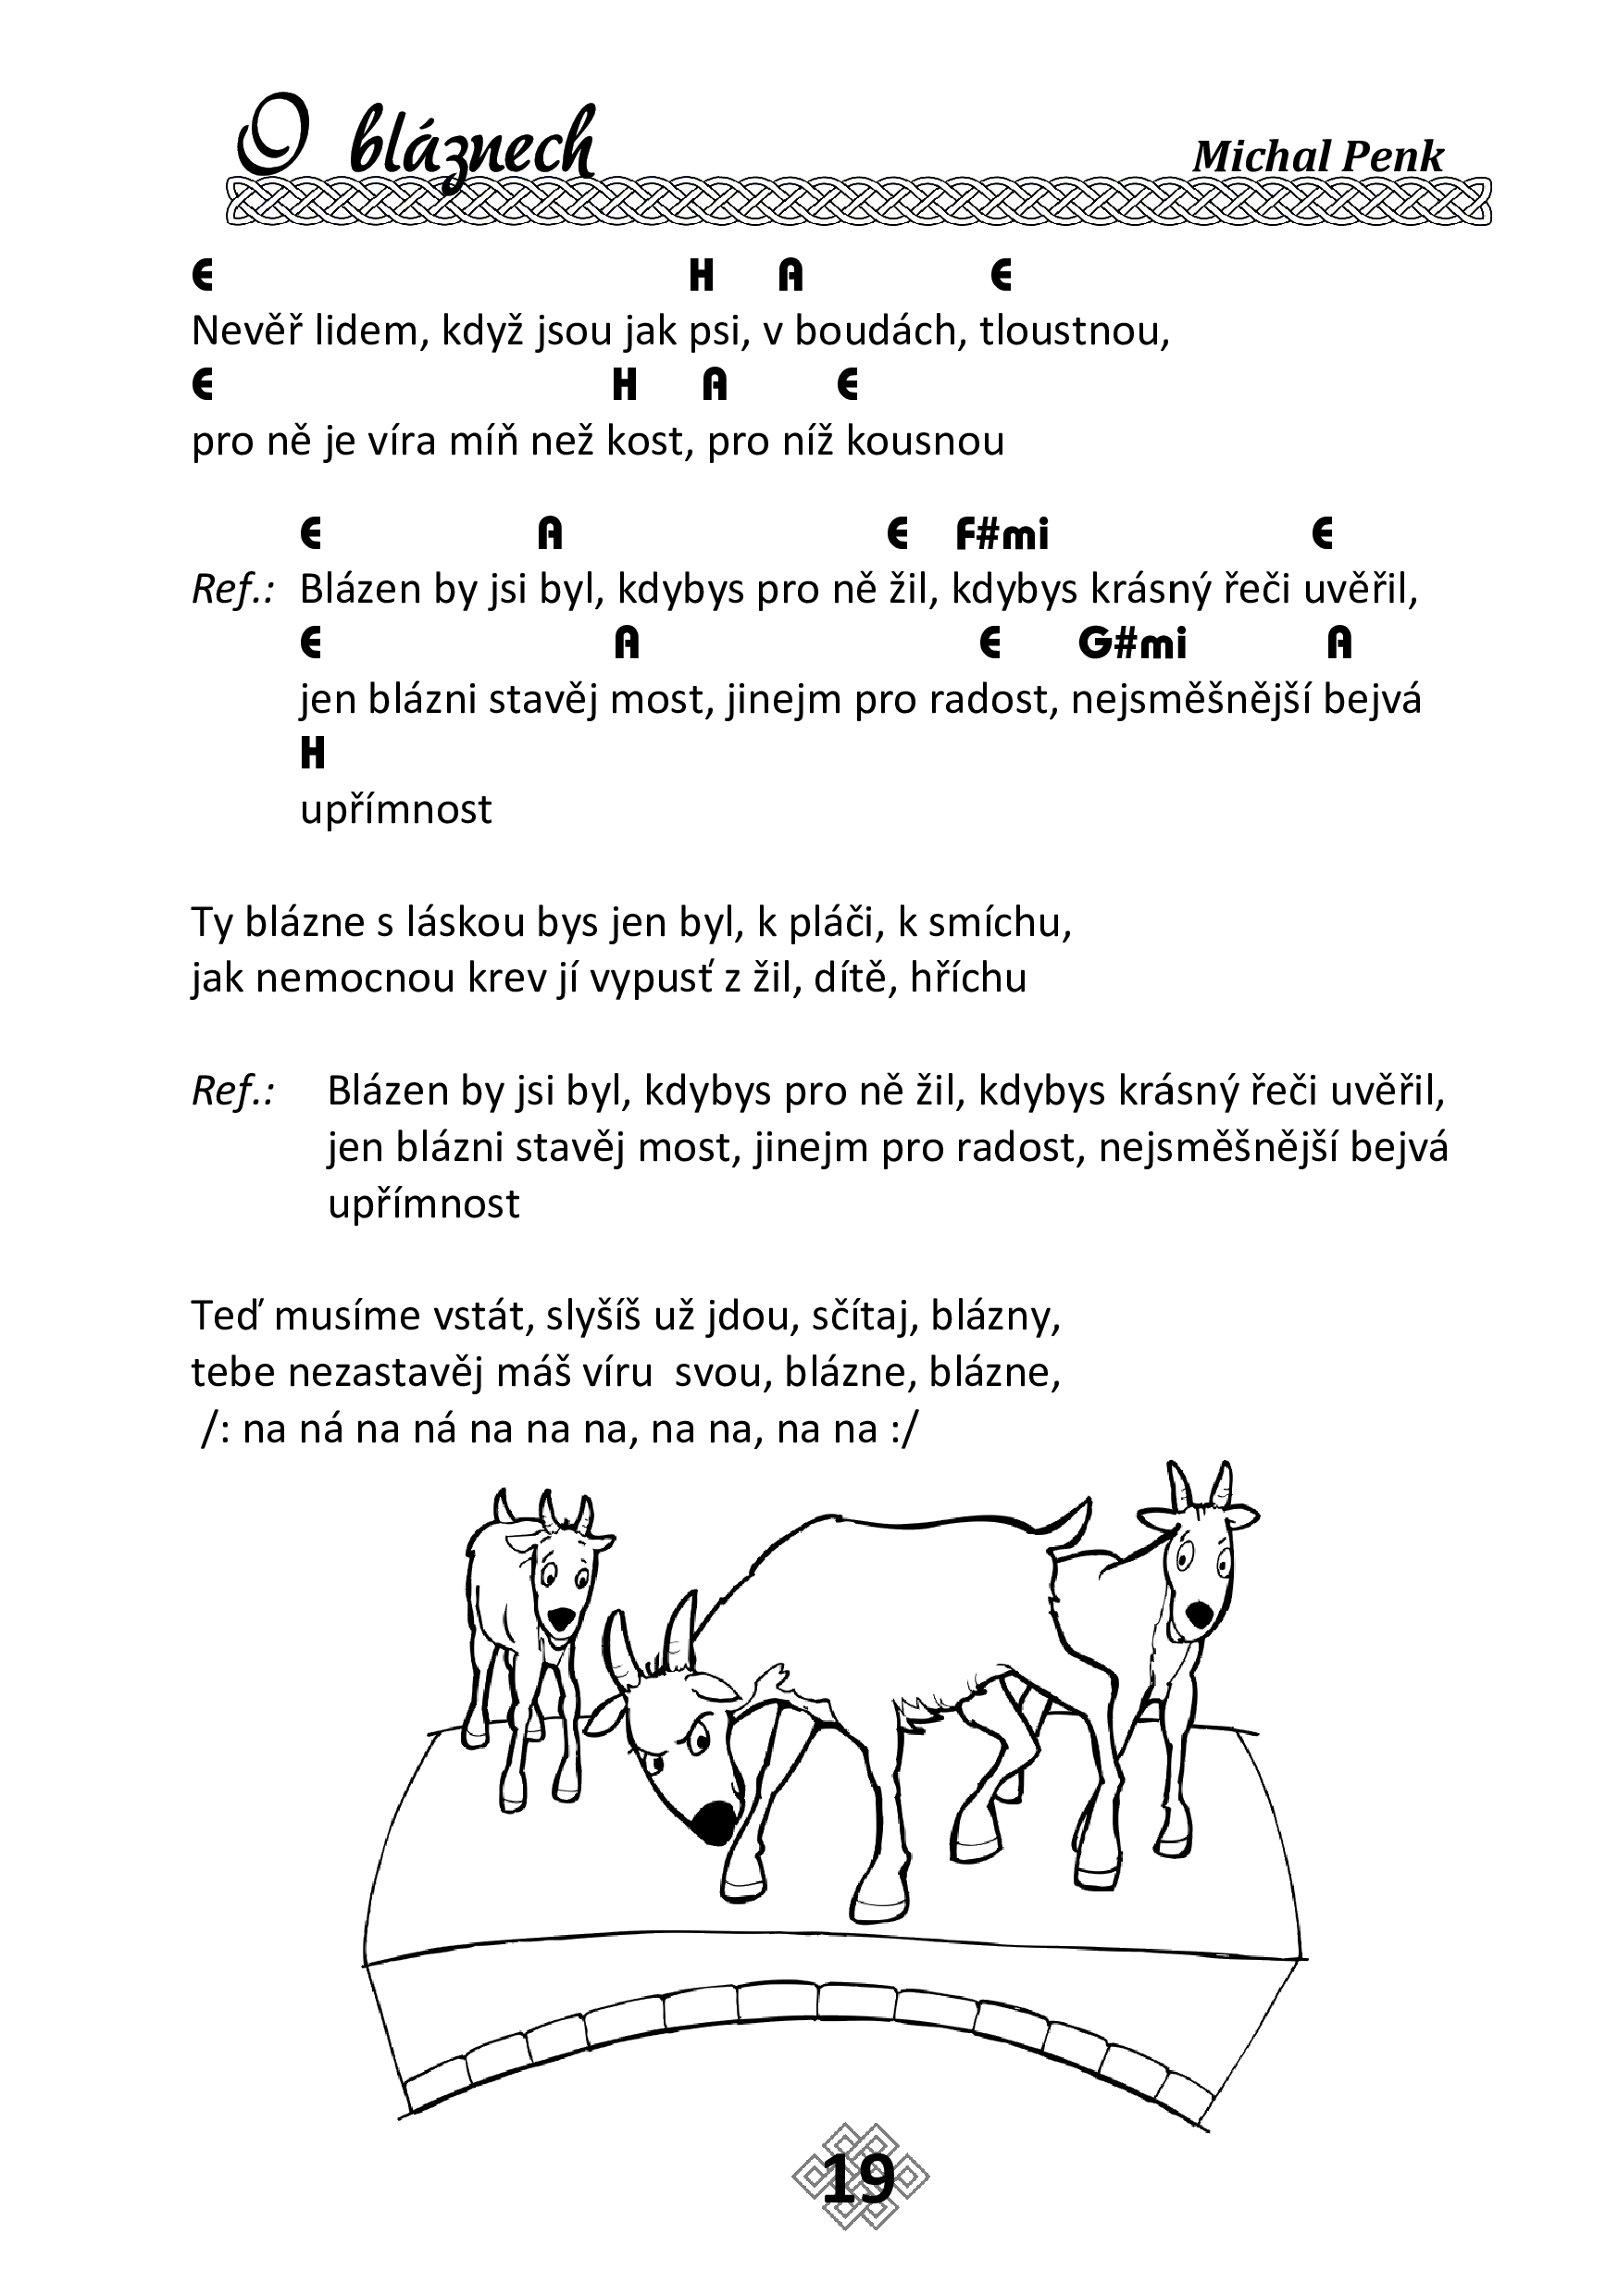 O bláznech
Michal Penk
E H A E
Nevěř lidem, když jsou jak psi, v boudách, tloustnou,
E H A E
pro ně je víra míň než kost, pro níž kousnou
E A E F#mi E
Ref.: Blázen by jsi byl, kdybys pro ně žil, kdybys krásný řeči uvěřil,
E A E G#mi A
jen blázni stavěj most, jinejm pro radost, nejsměšnější bejvá
H
upřímnost
Ty blázne s láskou bys jen byl, k pláči, k smíchu,
jak nemocnou krev jí vypusť z žil, dítě, hříchu
Ref.: Blázen by jsi byl, kdybys pro ně žil, kdybys krásný řeči uvěřil,
jen blázni stavěj most, jinejm pro radost, nejsměšnější bejvá
upřímnost
Teď musíme vstát, slyšíš už jdou, sčítaj, blázny,
tebe nezastavěj máš víru  svou, blázne, blázne,
/: na ná na ná na na na, na na, na na :/
19